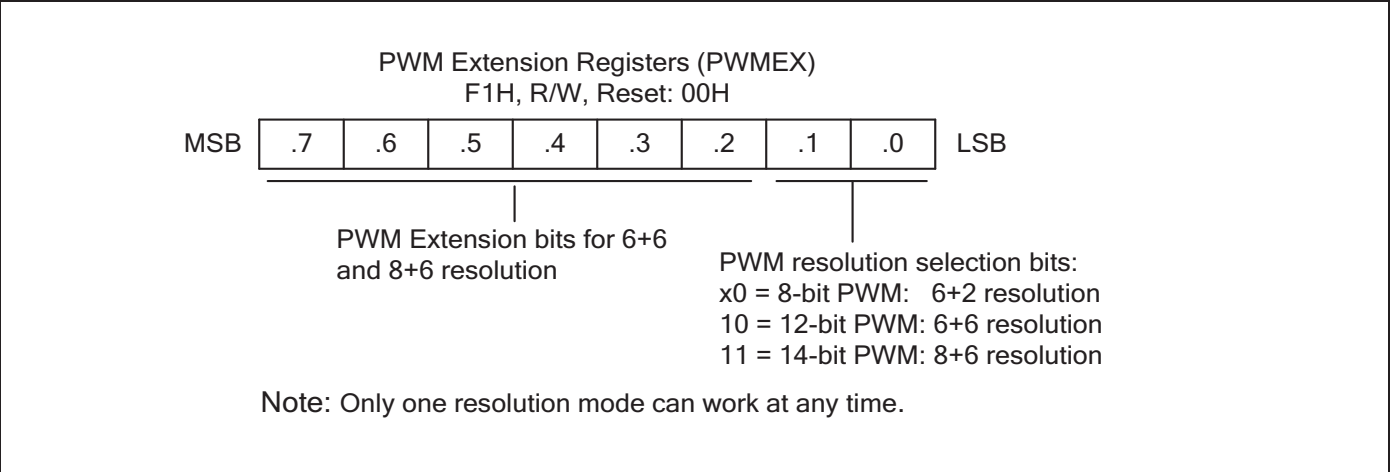 PWM Extension Registers (PWMEX)
F1H, R/W, Reset: 00H
MSB .7 .6 .5 .4 .3 .2 .1 .0 LSB
PWM Extension bits for 6+6
and 8+6 resolution
PWM resolution selection bits:
x0 = 8-bit PWM: 6+2 resolution
10 = 12-bit PWM: 6+6 resolution
11 = 14-bit PWM: 8+6 resolution
Note: Only one resolution mode can work at any time.